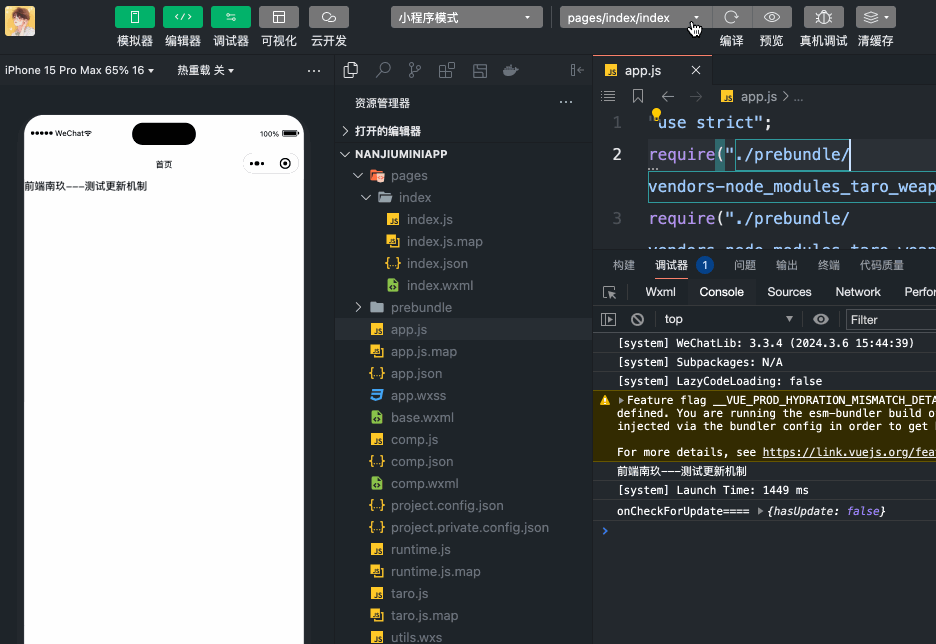 小程序模式
pages/index/index
模拟器 编辑器 调试器 可视化 云开发
编译 预览 真机调试 清缓存
iPhone 15 Pro Max 65% 16
热重载 关
WeChat
100%
首页
前端南玖---测试更新机制
资源管理器
打开的编辑器
NANJIUMINIAPP
pages
index
index.js
index.js.map
index.json
index.wxml
prebundle
app.js
app.js.map
app.json
app.wxss
base.wxml
comp.js
comp.json
comp.wxml
project.config.json
project.private.config.json
runtime.js
runtime.js.map
taro.js
taro.js.map
utils.wxs
app.js
app.js > ...
1 "use strict";
2 require("./prebundle/
vendors-node_modules_taro_weap
3 require("./prebundle/
vendors-node_modules_taro_weap
构建 调试器 1 问题 输出 终端 代码质量
Wxml Console Sources Network Perfor
top
Filter
[system] WeChatLib: 3.3.4 (2024.3.6 15:44:39)
[system] Subpackages: N/A
[system] LazyCodeLoading: false
Feature flag __VUE_PROD_HYDRATION_MISMATCH_DETA
defined. You are running the esm-bundler build o
injected via the bundler config in order to get
For more details, see https://link.vuejs.org/fea
前端南玖---测试更新机制
[system] Launch Time: 1449 ms
onCheckForUpdate==== {hasUpdate: false}